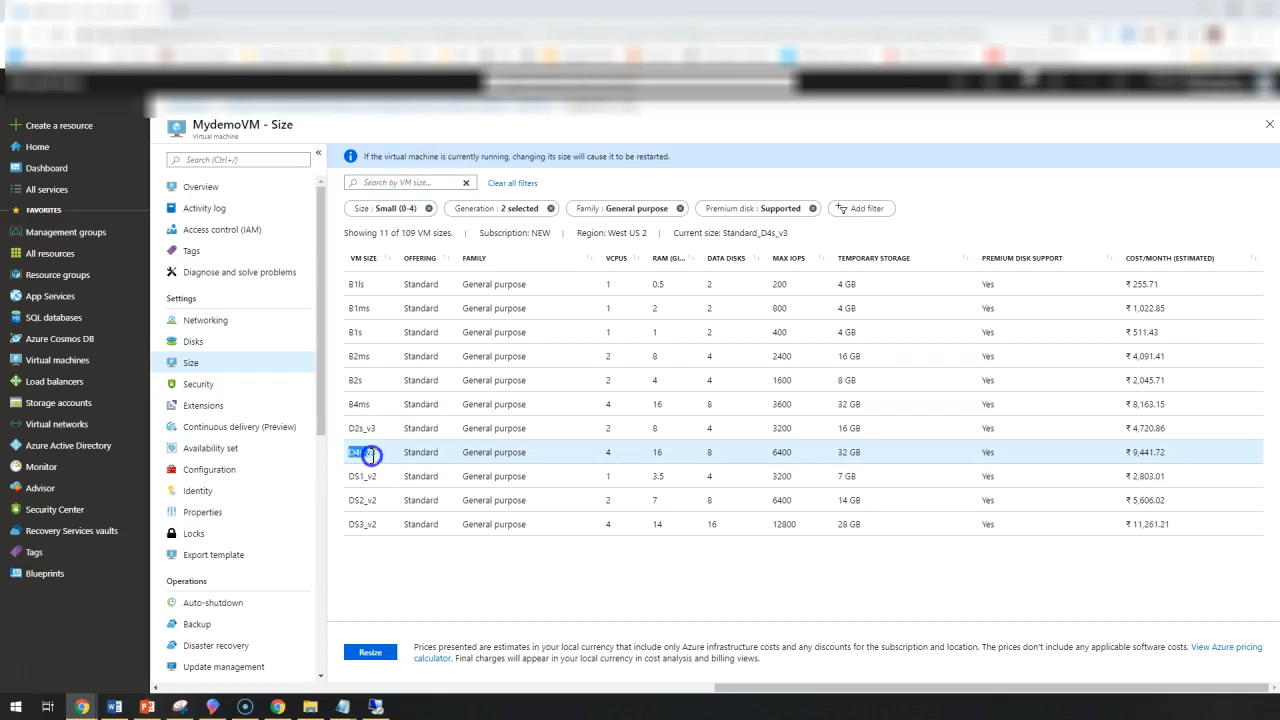 Create a resource
Home
Dashboard
All services
FAVORITES
Management groups
All resources
Resource groups
App Services
SQL databases
Azure Cosmos DB
Virtual machines
Load balancers
Storage accounts
Virtual networks
Azure Active Directory
Monitor
Advisor
Security Center
Recovery Services vaults
Tags
Blueprints
MydemoVM - Size
Virtual machine
Search (Ctrl+/)
Overview
Activity log
Access control (IAM)
Tags
Diagnose and solve problems
Settings
Networking
Disks
Size
Security
Extensions
Continuous delivery (Preview)
Availability set
Configuration
Identity
Properties
Locks
Export template
Operations
Auto-shutdown
Backup
Disaster recovery
Update management
If the virtual machine is currently running, changing its size will cause it to be restarted.
Search by VM size... Clear all filters
Size : Small (0-4) Generation : 2 selected Family : General purpose Premium disk : Supported Add filter
Showing 11 of 109 VM sizes. | Subscription: NEW | Region: West US 2 | Current size: Standard_D4s_v3
VM SIZE OFFERING FAMILY VCPUS RAM (GI... DATA DISKS MAX IOPS TEMPORARY STORAGE PREMIUM DISK SUPPORT COST/MONTH (ESTIMATED)
B1ls Standard General purpose 1 0.5 2 200 4 GB Yes ₹ 255.71
B1ms Standard General purpose 1 2 2 800 4 GB Yes ₹ 1,022.85
B1s Standard General purpose 1 1 2 400 4 GB Yes ₹ 511.43
B2ms Standard General purpose 2 8 4 2400 16 GB Yes ₹ 4,091.41
B2s Standard General purpose 2 4 4 1600 8 GB Yes ₹ 2,045.71
B4ms Standard General purpose 4 16 8 3600 32 GB Yes ₹ 8,163.15
D2s_v3 Standard General purpose 2 8 4 3200 16 GB Yes ₹ 4,720.86
D4s_v3 Standard General purpose 4 16 8 6400 32 GB Yes ₹ 9,441.72
DS1_v2 Standard General purpose 1 3.5 4 3200 7 GB Yes ₹ 2,803.01
DS2_v2 Standard General purpose 2 7 8 6400 14 GB Yes ₹ 5,606.02
DS3_v2 Standard General purpose 4 14 16 12800 28 GB Yes ₹ 11,261.21
Resize
Prices presented are estimates in your local currency that include only Azure infrastructure costs and any discounts for the subscription and location. The prices don't include any applicable software costs. View Azure pricing
calculator. Final charges will appear in your local currency in cost analysis and billing views.